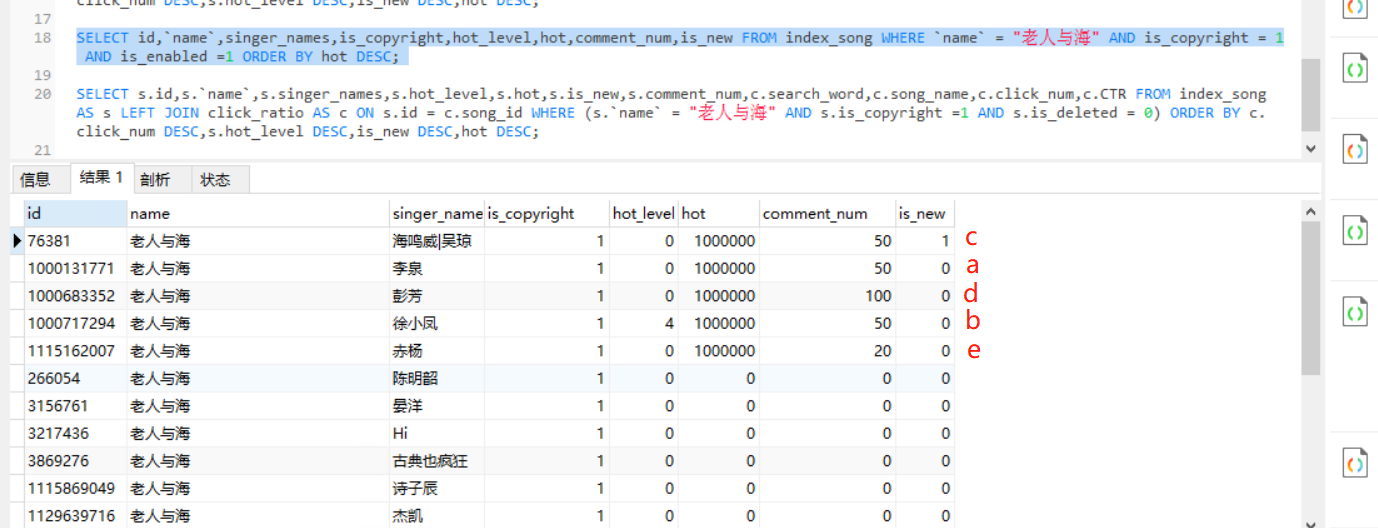 click_num DESC,s.hot_level DESC,is_new DESC,hot DESC;
17
18 SELECT id,`name`,singer_names,is_copyright,hot_level,hot,comment_num,is_new FROM index_song WHERE `name` = "老人与海" AND is_copyright = 1
AND is_enabled =1 ORDER BY hot DESC;
19
20 SELECT s.id,s.`name`,s.singer_names,s.hot_level,s.hot,s.is_new,s.comment_num,c.search_word,c.song_name,c.click_num,c.CTR FROM index_song
AS s LEFT JOIN click_ratio AS c ON s.id = c.song_id WHERE (s.`name` = "老人与海" AND s.is_copyright =1 AND s.is_deleted = 0) ORDER BY c.
click_num DESC,s.hot_level DESC,is_new DESC,hot DESC;
21
信息 结果 1 剖析 状态
id name singer_name is_copyright hot_level hot comment_num is_new
76381 老人与海 海鸣威|吴琼 1 0 1000000 50 1 c
1000131771 老人与海 李泉 1 0 1000000 50 0 a
1000683352 老人与海 彭芳 1 0 1000000 100 0 d
1000717294 老人与海 徐小凤 1 4 1000000 50 0 b
1115162007 老人与海 赤杨 1 0 1000000 20 0 e
266054 老人与海 陈明韶 1 0 0 0 0
3156761 老人与海 晏洋 1 0 0 0 0
3217436 老人与海 Hi 1 0 0 0 0
3869276 老人与海 古典也疯狂 1 0 0 0 0
1115869049 老人与海 诗子辰 1 0 0 0 0
1129639716 老人与海 杰凯 1 0 0 0 0